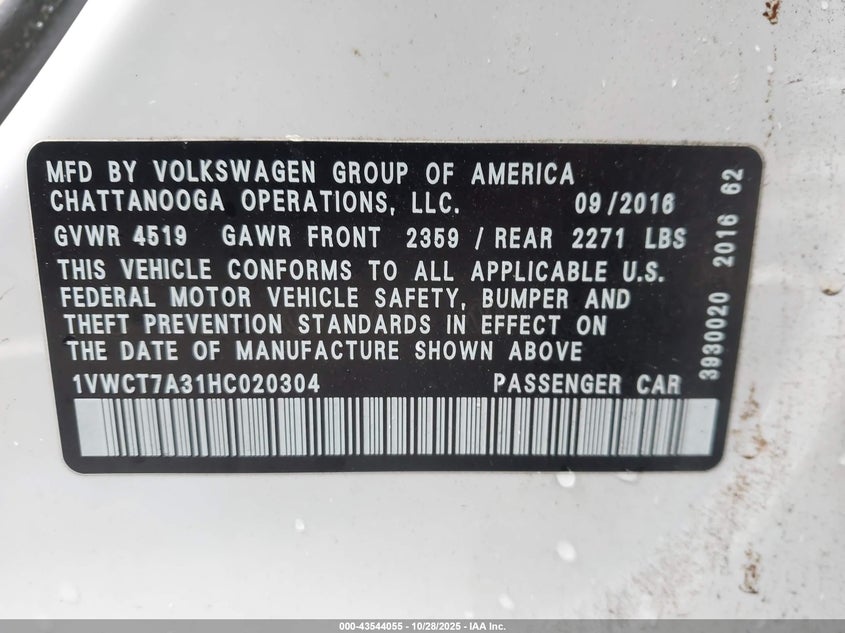 MFD BY VOLKSWAGEN GROUP OF AMERICA
CHATTANOOGA OPERATIONS, LLC. 09/2016
GVWR 4519 GAWR FRONT 2359 / REAR 2271 LBS
THIS VEHICLE CONFORMS TO ALL APPLICABLE U.S.
FEDERAL MOTOR VEHICLE SAFETY, BUMPER AND
THEFT PREVENTION STANDARDS IN EFFECT ON
THE DATE OF MANUFACTURE SHOWN ABOVE
1VWCT7A31HC020304 PASSENGER CAR
3930020 2016 62
000-43544055 - 10/28/2025 - IAA Inc.